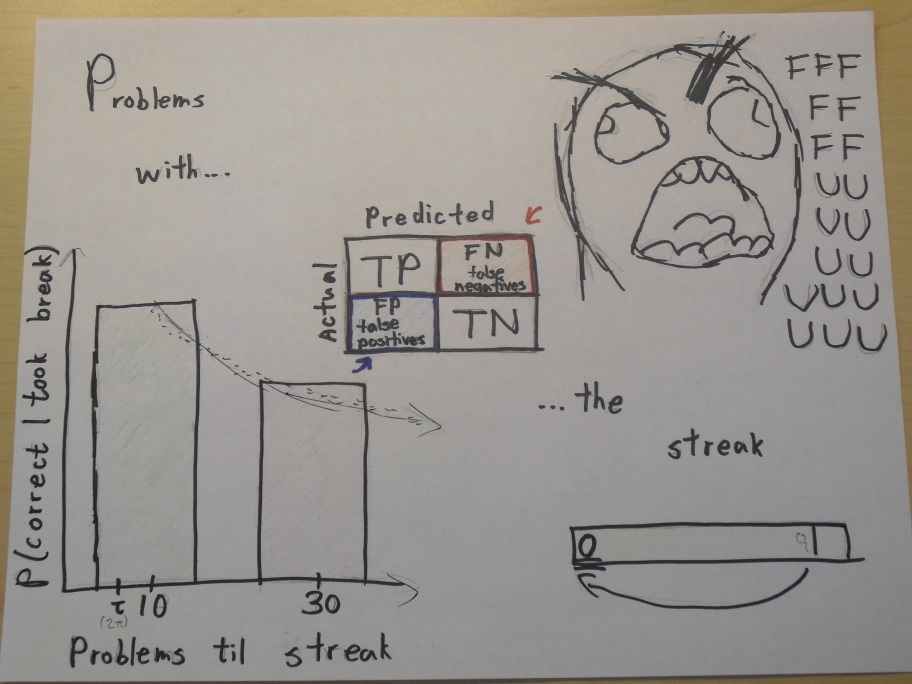 Problems
with...
FFF
FF
FF
UU
UU
UU
UUU
UUU
Predicted
Actual
TP
FN
false
negatives
FP
false
positives
TN
P(correct | took break)
τ 10 30
(2π)
Problems til streak
...the
streak
0 9